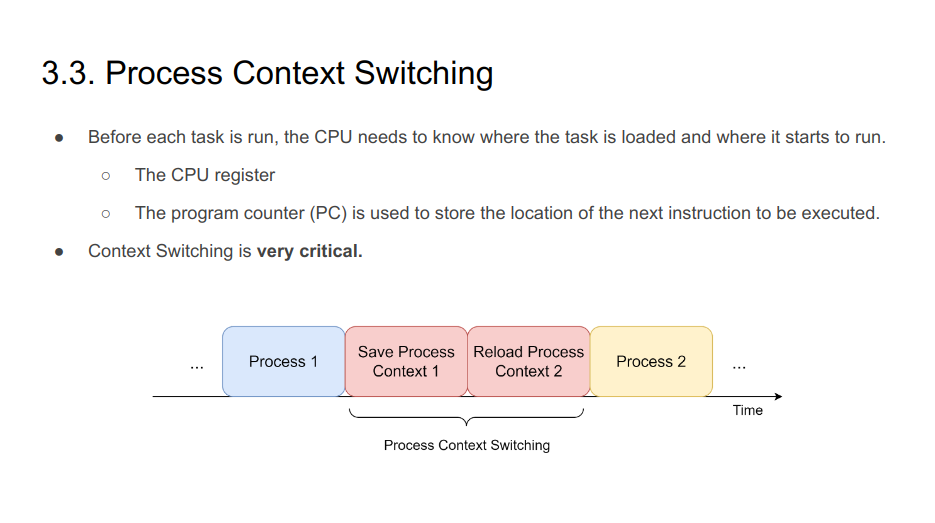 3.3. Process Context Switching
● Before each task is run, the CPU needs to know where the task is loaded and where it starts to run.
○ The CPU register
○ The program counter (PC) is used to store the location of the next instruction to be executed.
● Context Switching is very critical.
...
Process 1
Save Process
Context 1
Reload Process
Context 2
Process 2
...
Time
Process Context Switching